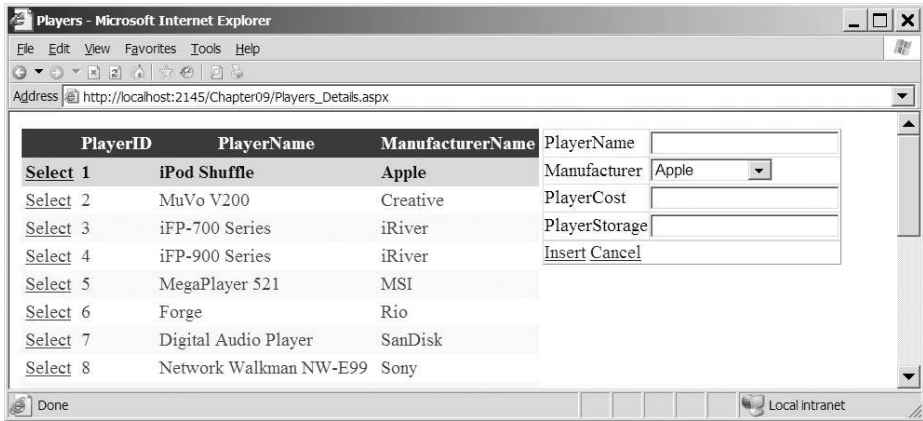 Players - Microsoft Internet Explorer
File Edit View Favorites Tools Help
Address http://localhost:2145/Chapter09/Players_Details.aspx
PlayerID PlayerName ManufacturerName
Select 1 iPod Shuffle Apple
Select 2 MuVo V200 Creative
Select 3 iFP-700 Series iRiver
Select 4 iFP-900 Series iRiver
Select 5 MegaPlayer 521 MSI
Select 6 Forge Rio
Select 7 Digital Audio Player SanDisk
Select 8 Network Walkman NW-E99 Sony
PlayerName
Manufacturer Apple
PlayerCost
PlayerStorage
Insert Cancel
Done Local intranet